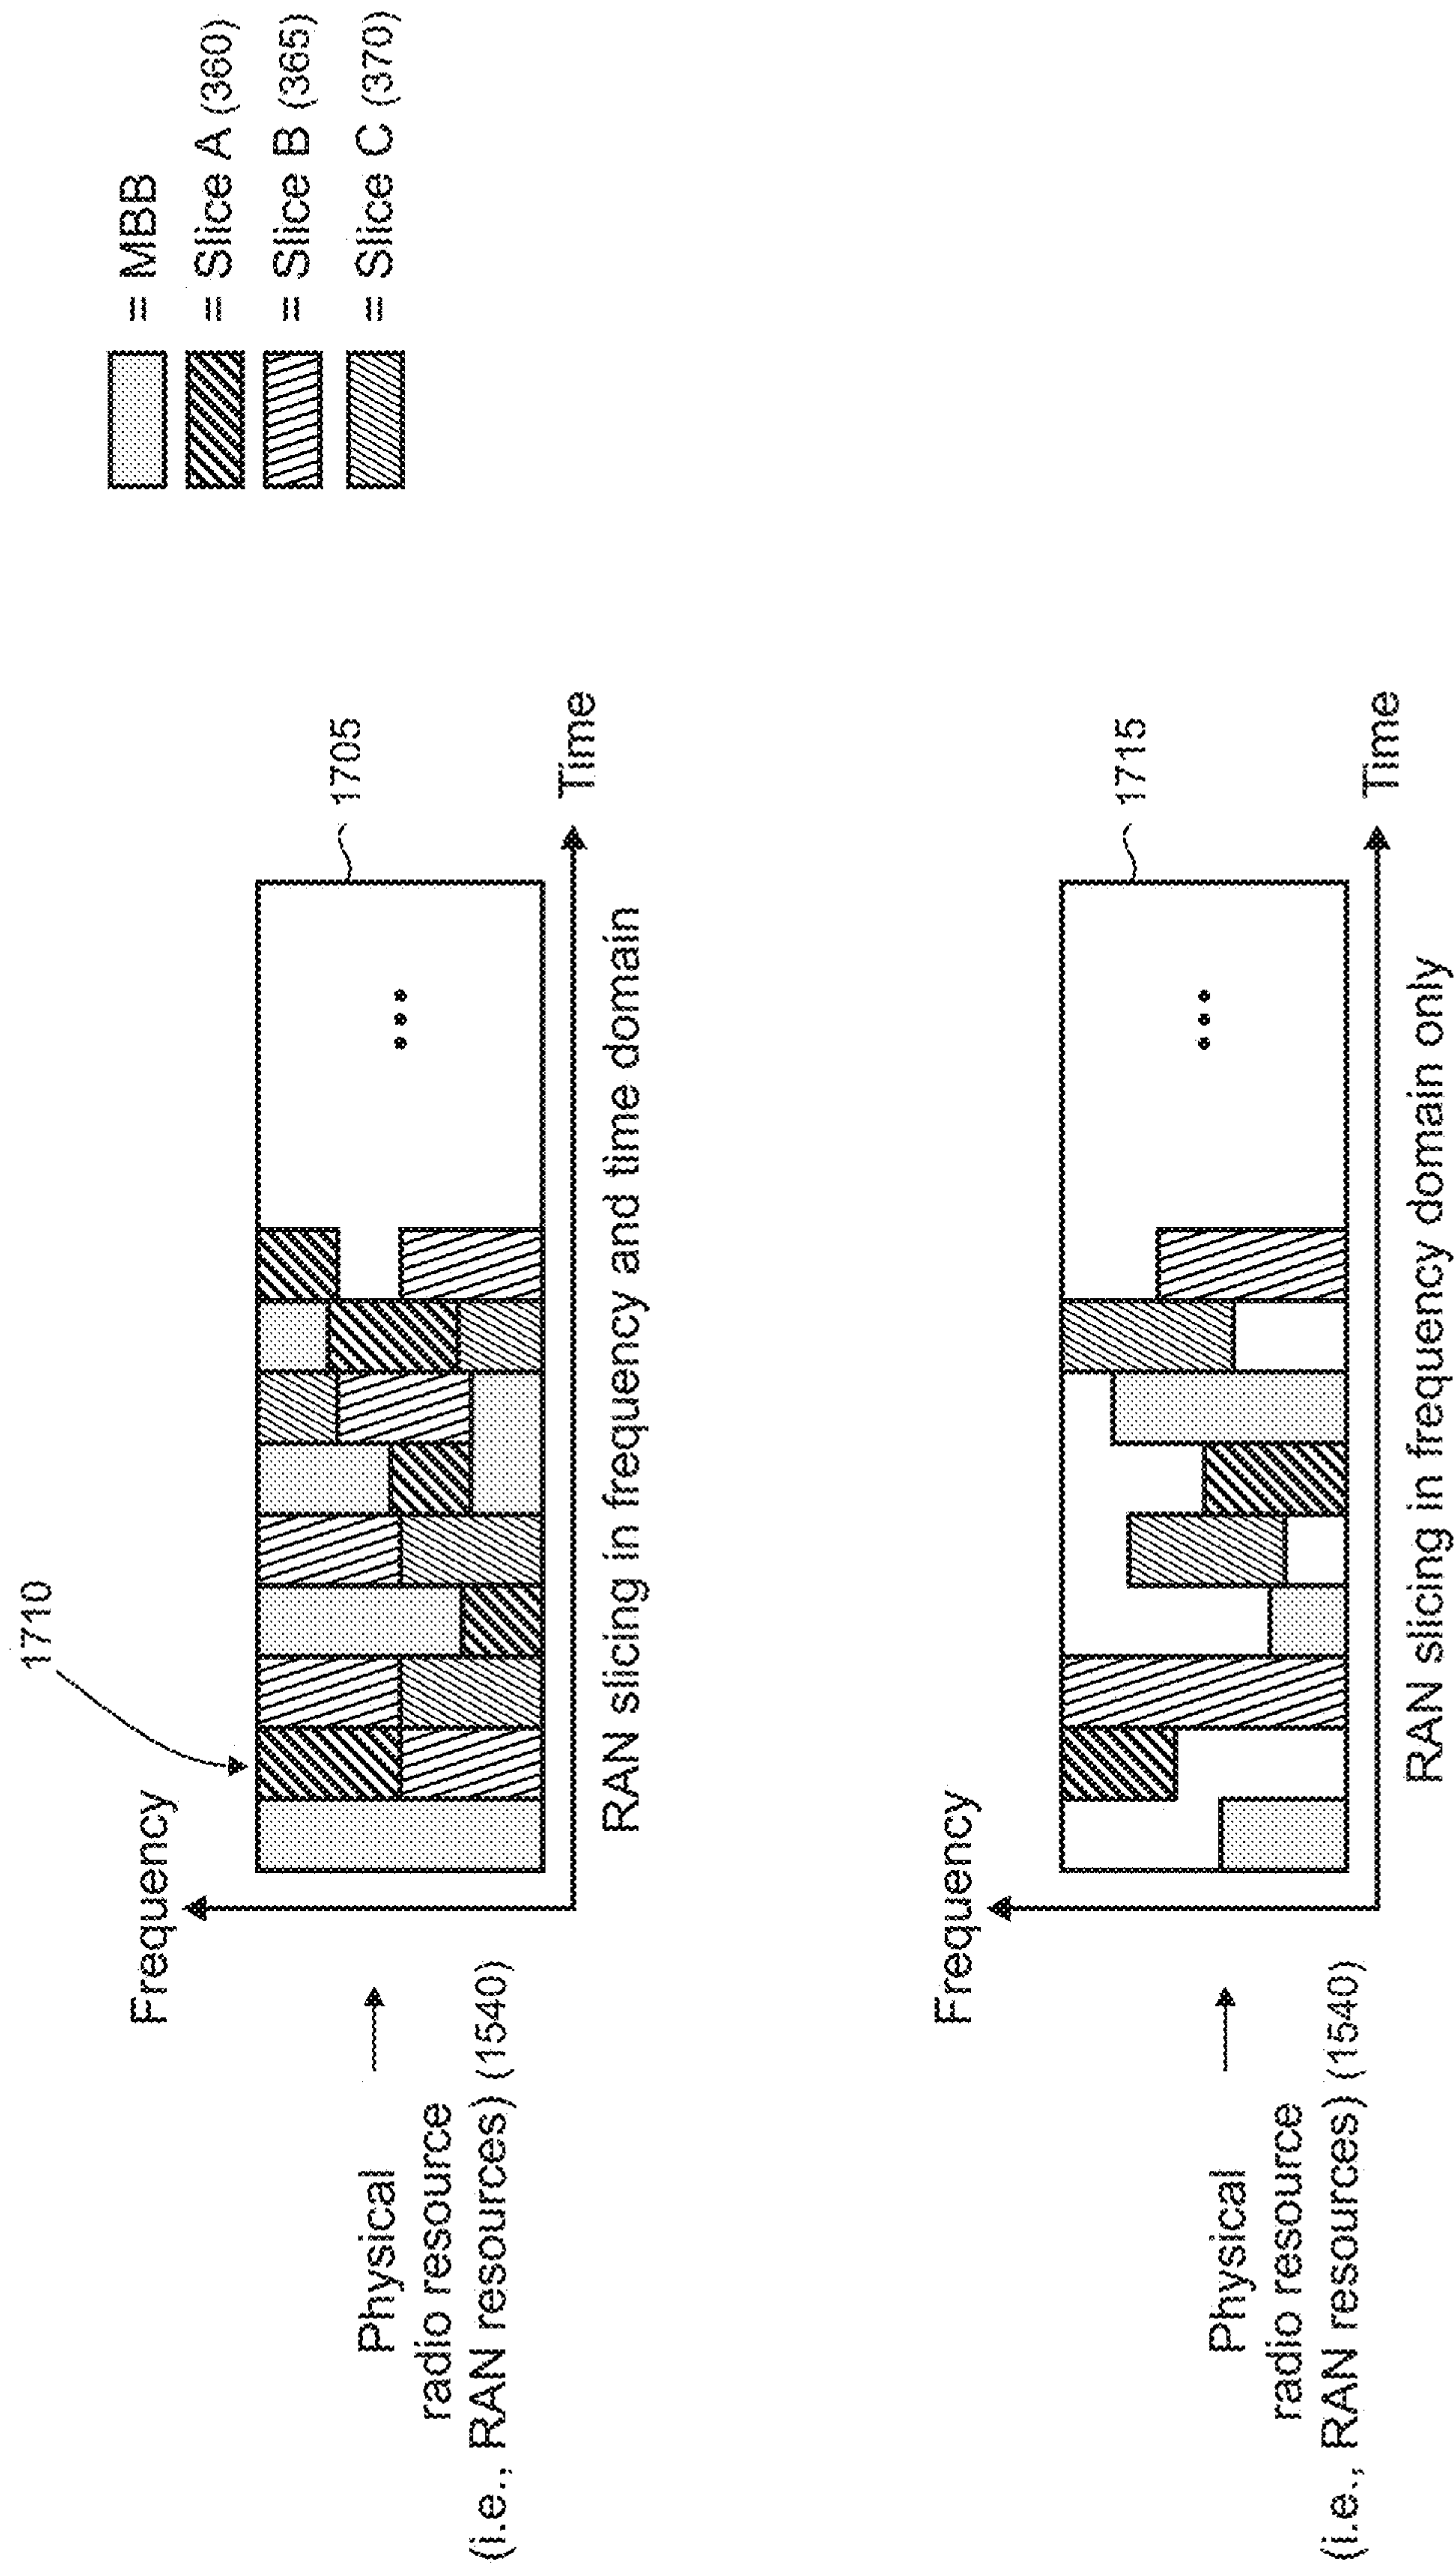 = MBB
= Slice A (360)
= Slice B (365)
= Slice C (370)
1710
Frequency
1705
Physical
radio resource
(i.e., RAN resources) (1540)
Time
RAN slicing in frequency and time domain
Frequency
1715
Physical
radio resource
(i.e., RAN resources) (1540)
Time
RAN slicing in frequency domain only